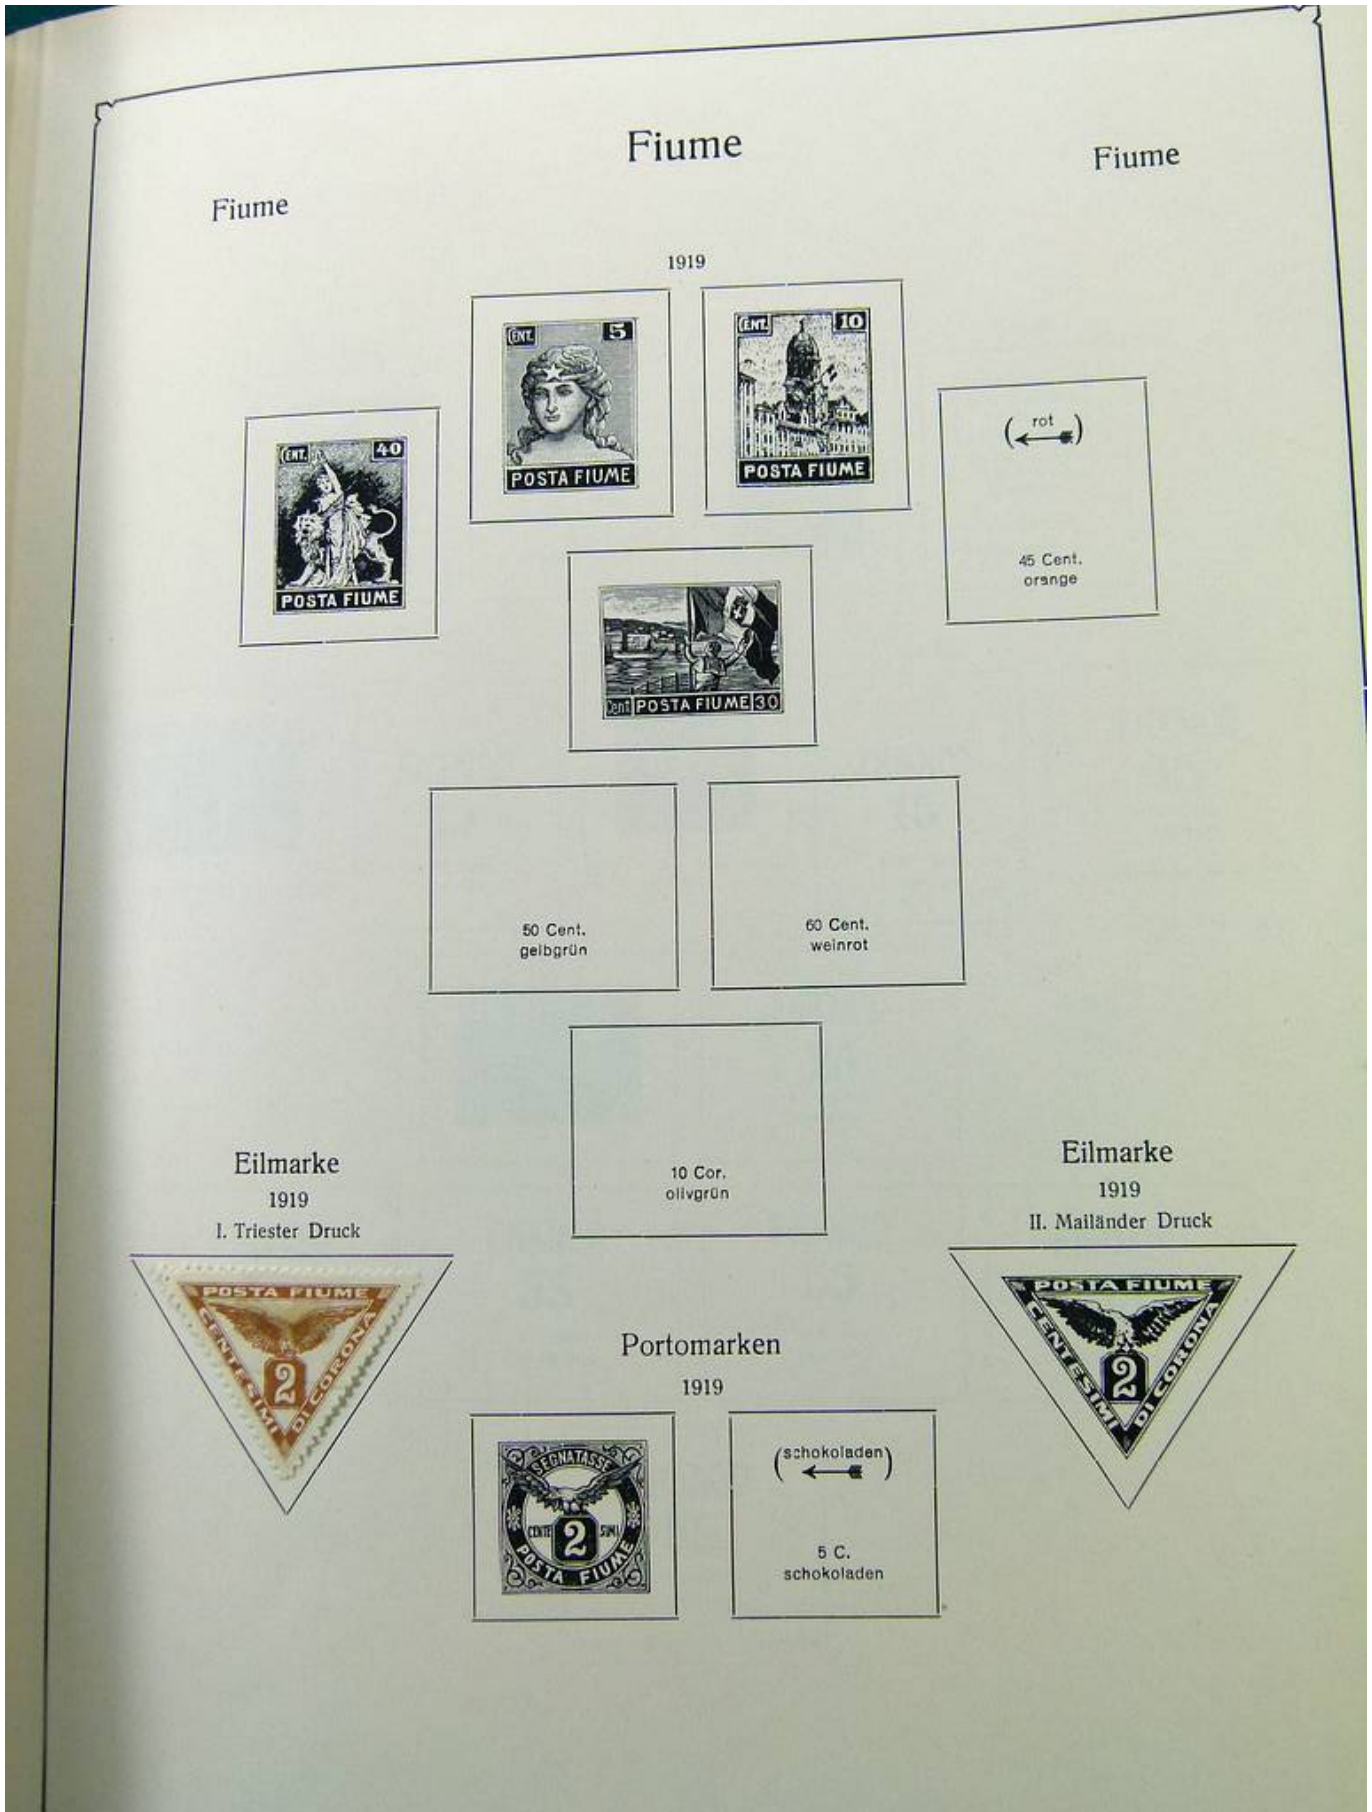 Fiume
Fiume
Fiume
1919
CENT. 5
POSTA FIUME
CENT. 10
POSTA FIUME
CENT. 40
POSTA FIUME
(rot)
45 Cent.
orange
Cent POSTA FIUME 30
50 Cent.
gelbgrün
60 Cent.
weinrot
10 Cor.
olivgrün
Eilmarke
1919
I. Triester Druck
POSTA FIUME
CENTESIMI
2
DI CORONA
Eilmarke
1919
II. Mailänder Druck
POSTA FIUME
CENTESIMI
2
DI CORONA
Portomarken
1919
SEGNATASSE
CENTE 2 SIMI
POSTA FIUME
(schokoladen)
5 C.
schokoladen